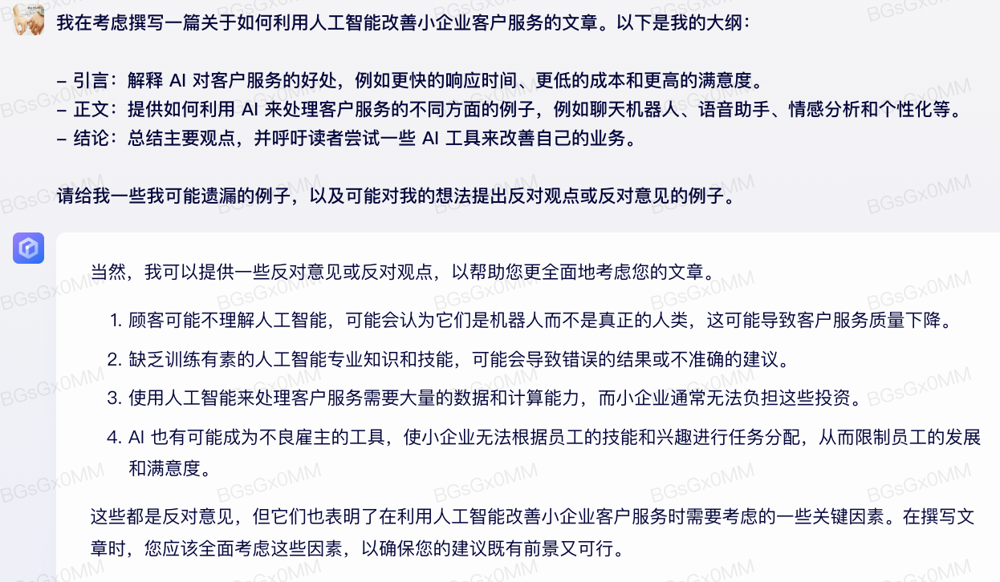 我在考虑撰写一篇关于如何利用人工智能改善小企业客户服务的文章。以下是我的大纲：
– 引言：解释 AI 对客户服务的好处，例如更快的响应时间、更低的成本和更高的满意度。
– 正文：提供如何利用 AI 来处理客户服务的不同方面的例子，例如聊天机器人、语音助手、情感分析和个性化等。
– 结论：总结主要观点，并呼吁读者尝试一些 AI 工具来改善自己的业务。
请给我一些我可能遗漏的例子，以及可能对我的想法提出反对观点或反对意见的例子。
当然，我可以提供一些反对意见或反对观点，以帮助您更全面地考虑您的文章。
1. 顾客可能不理解人工智能，可能会认为它们是机器人而不是真正的人类，这可能导致客户服务质量下降。
2. 缺乏训练有素的人工智能专业知识和技能，可能会导致错误的结果或不准确的建议。
3. 使用人工智能来处理客户服务需要大量的数据和计算能力，而小企业通常无法负担这些投资。
4. AI 也有可能成为不良雇主的工具，使小企业无法根据员工的技能和兴趣进行任务分配，从而限制员工的发展
和满意度。
这些都是反对意见，但它们也表明了在利用人工智能改善小企业客户服务时需要考虑的一些关键因素。在撰写文
章时，您应该全面考虑这些因素，以确保您的建议既有前景又可行。
BGsGx0MM